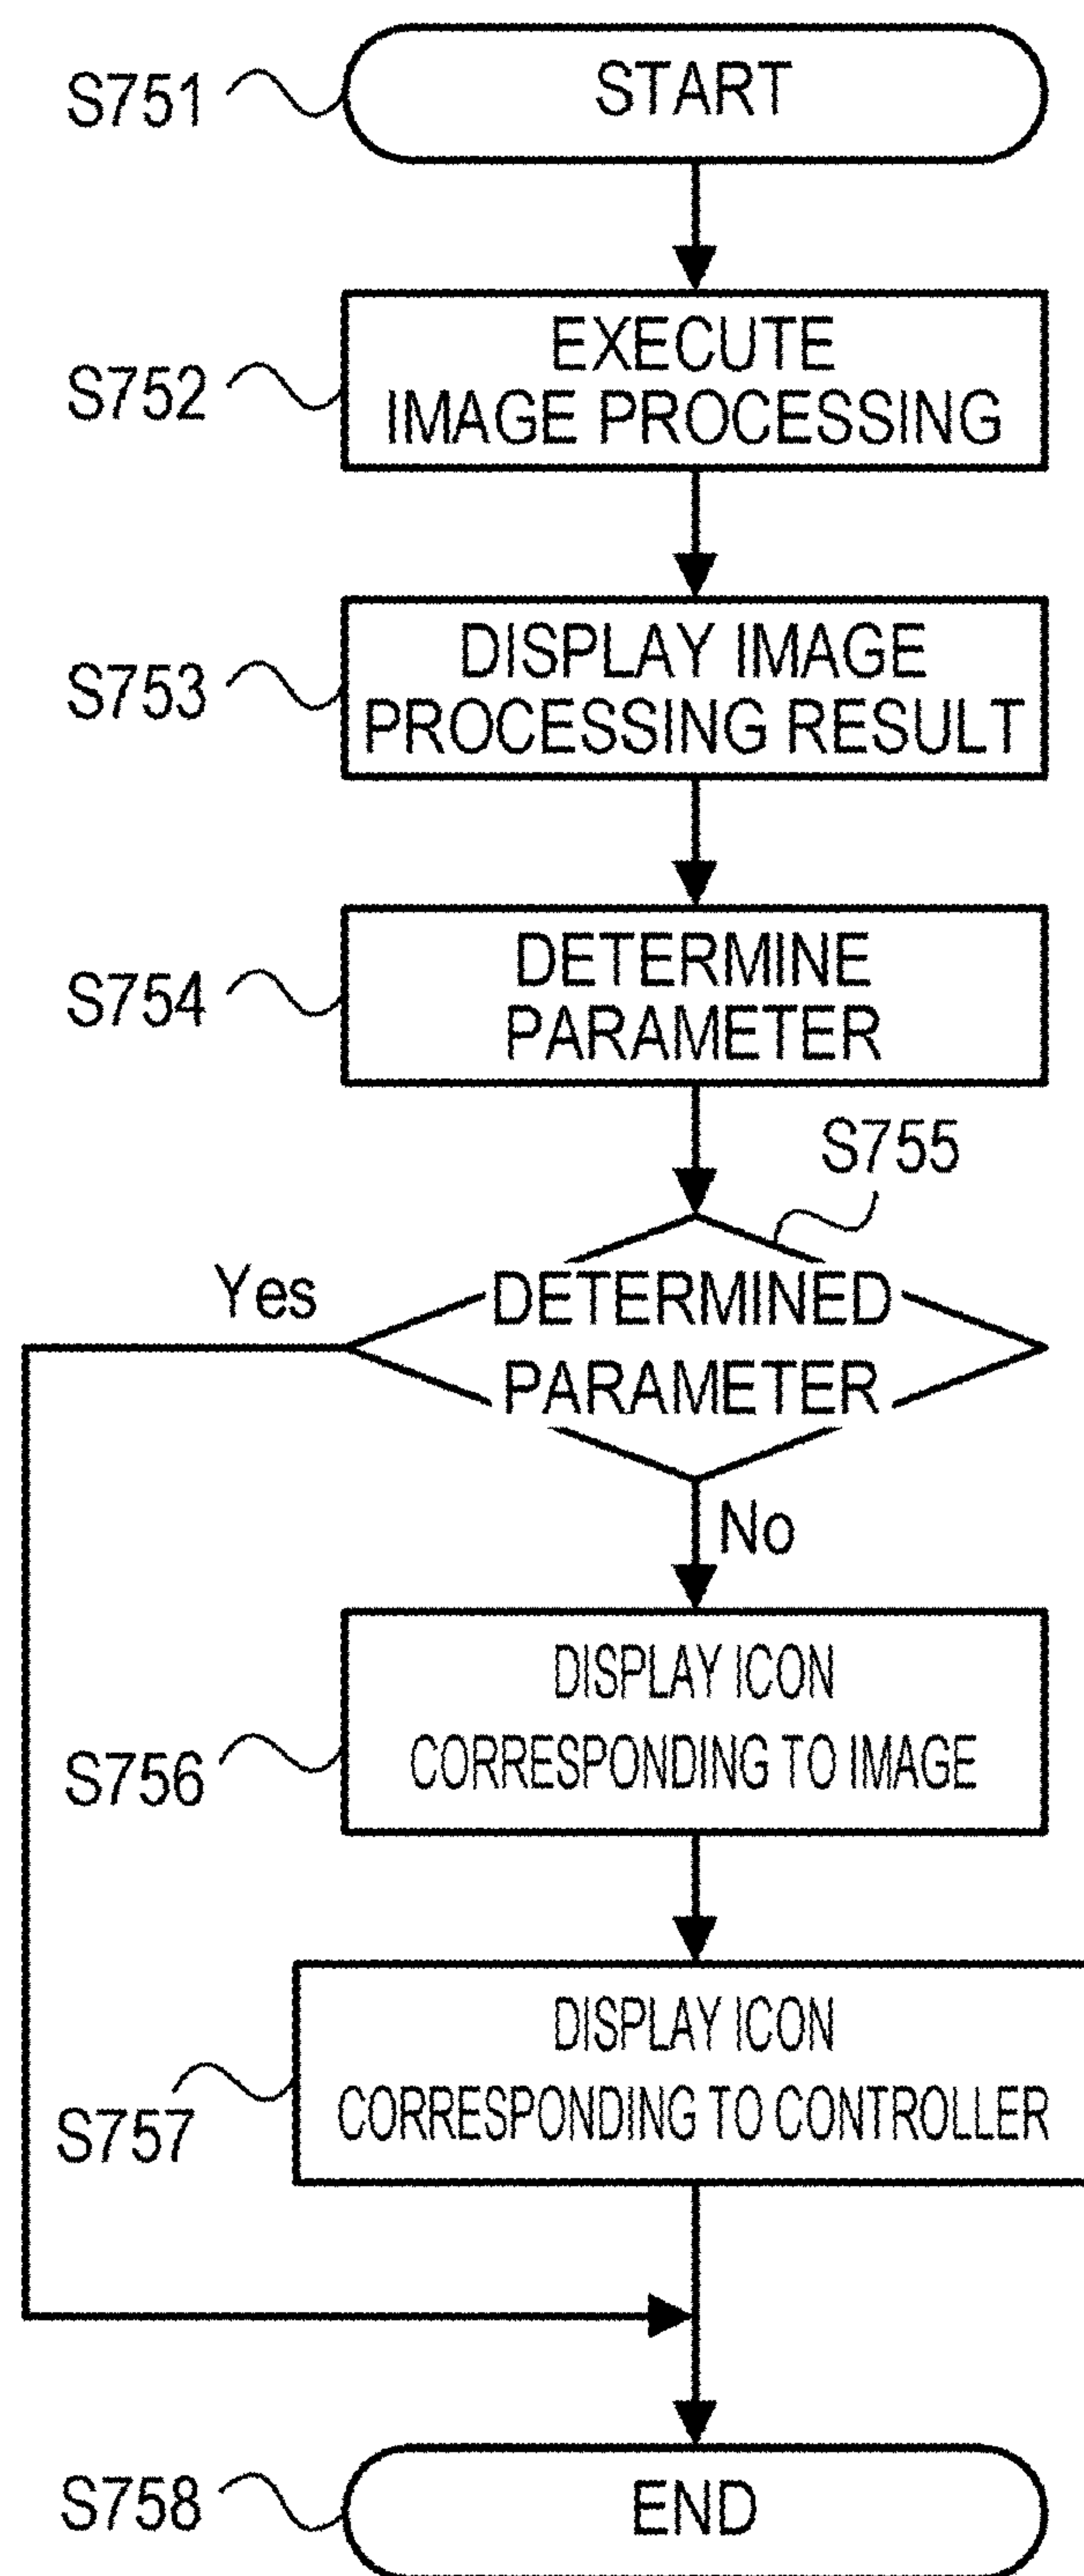 S751
START
S752
EXECUTE
IMAGE PROCESSING
S753
DISPLAY IMAGE
PROCESSING RESULT
S754
DETERMINE
PARAMETER
S755
Yes
DETERMINED
PARAMETER
No
S756
DISPLAY ICON
CORRESPONDING TO IMAGE
S757
DISPLAY ICON
CORRESPONDING TO CONTROLLER
S758
END